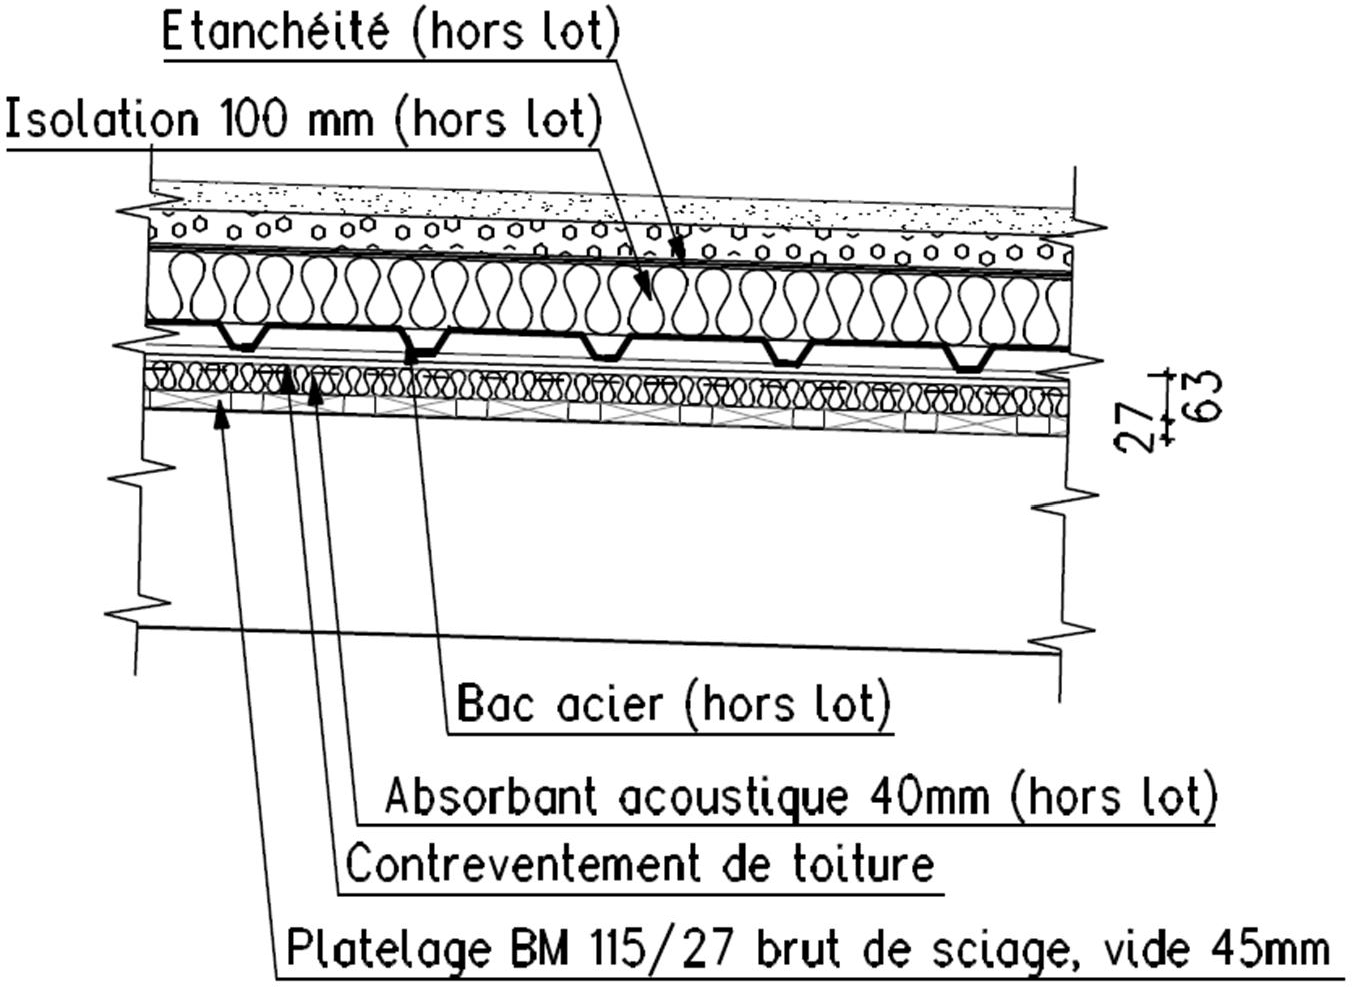 Etanchéité (hors lot)
Isolation 100 mm (hors lot)
63
27
Bac acier (hors lot)
Absorbant acoustique 40mm (hors lot)
Contreventement de toiture
Platelage BM 115/27 brut de sciage, vide 45mm